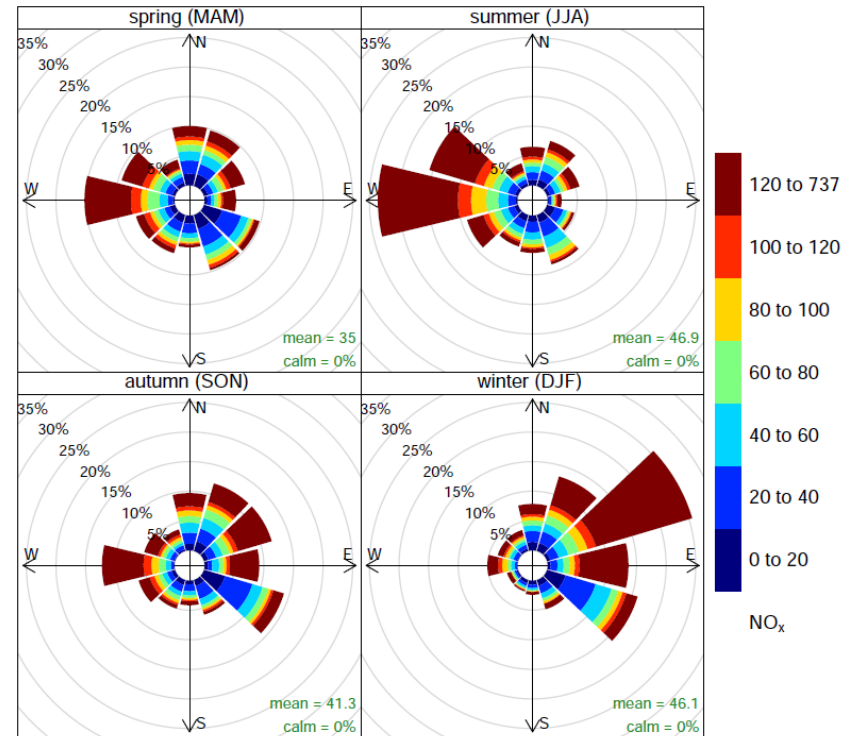 spring (MAM)
35%
30%
25%
20%
15%
10%
5%
N
W
E
S
mean = 35
calm = 0%
summer (JJA)
35%
30%
25%
20%
15%
10%
5%
N
W
E
S
mean = 46.9
calm = 0%
autumn (SON)
35%
30%
25%
20%
15%
10%
5%
N
W
E
S
mean = 41.3
calm = 0%
winter (DJF)
35%
30%
25%
20%
15%
10%
5%
N
W
E
S
mean = 46.1
calm = 0%
120 to 737
100 to 120
80 to 100
60 to 80
40 to 60
20 to 40
0 to 20
NOₓ